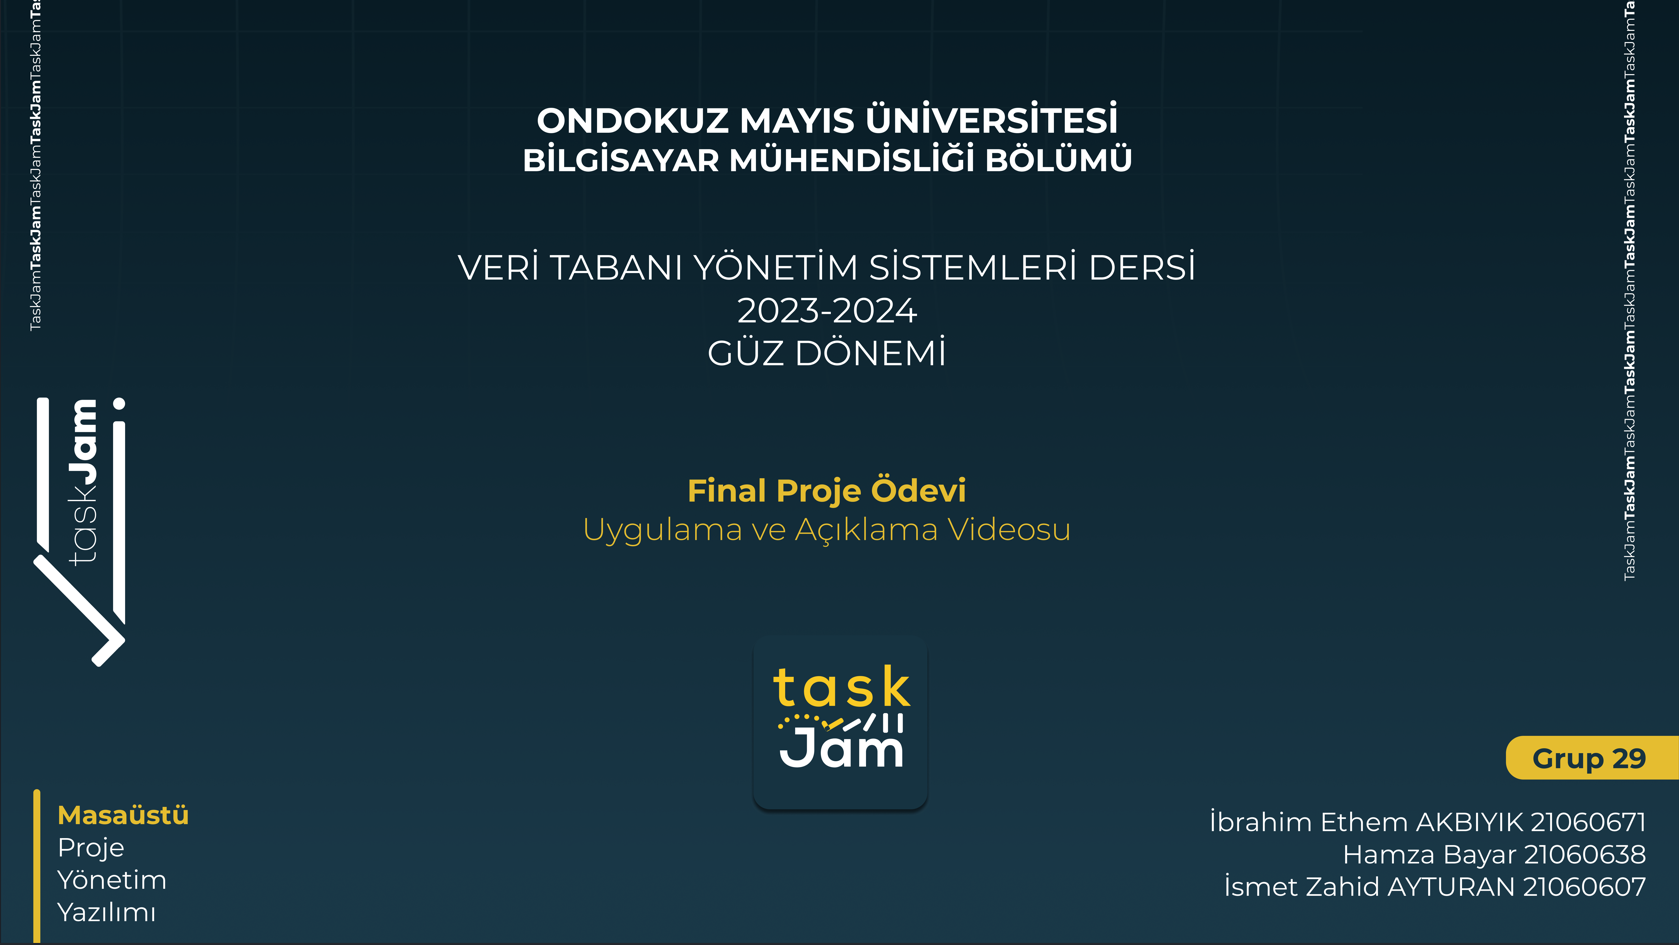 TaskJamTaskJamTaskJamTaskJamTaskJamTa
ONDOKUZ MAYIS ÜNİVERSİTESİ
BİLGİSAYAR MÜHENDİSLİĞİ BÖLÜMÜ
VERİ TABANI YÖNETİM SİSTEMLERİ DERSİ
2023-2024
GÜZ DÖNEMİ
taskJam
Final Proje Ödevi
Uygulama ve Açıklama Videosu
task
Jam
Masaüstü
Proje
Yönetim
Yazılımı
TaskJamTaskJamTaskJamTaskJamTaskJamTaskJamTaskJamTaskJamTaskJamTa
Grup 29
İbrahim Ethem AKBIYIK 21060671
Hamza Bayar 21060638
İsmet Zahid AYTURAN 21060607